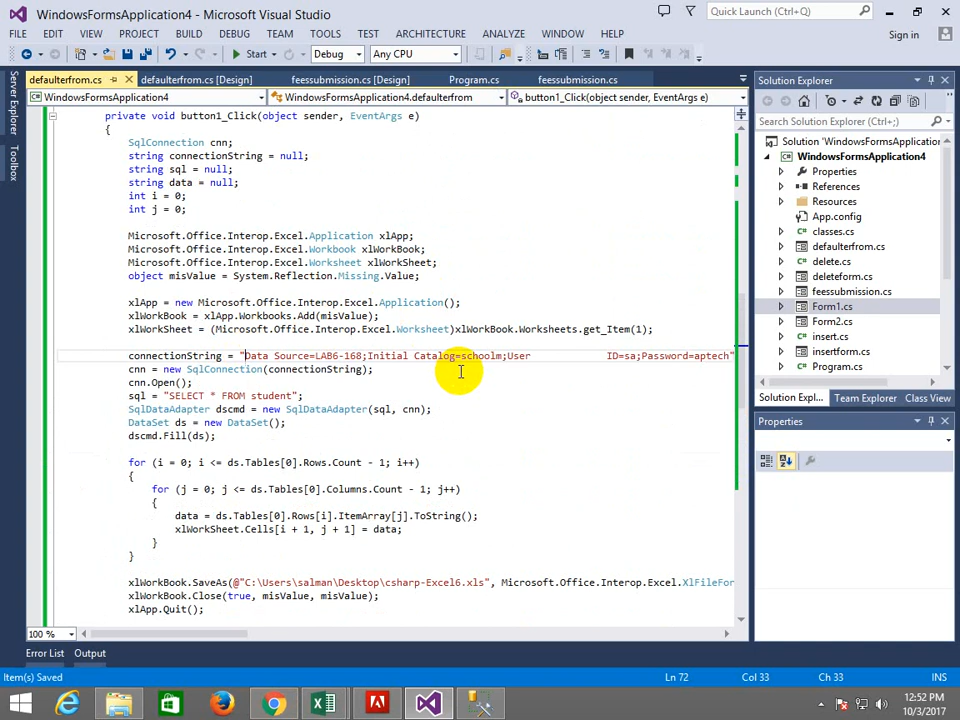 WindowsFormsApplication4 - Microsoft Visual Studio
Quick Launch (Ctrl+Q)
FILE EDIT VIEW PROJECT BUILD DEBUG TEAM TOOLS TEST ARCHITECTURE ANALYZE WINDOW HELP
Sign in
Start Debug Any CPU
Server Explorer
Toolbox
defaulterfrom.cs defaulterfrom.cs [Design] feessubmission.cs [Design] Program.cs feessubmission.cs
WindowsFormsApplication4 WindowsFormsApplication4.defaulterfrom button1_Click(object sender, EventArgs e)
private void button1_Click(object sender, EventArgs e)
{
SqlConnection cnn;
string connectionString = null;
string sql = null;
string data = null;
int i = 0;
int j = 0;
Microsoft.Office.Interop.Excel.Application xlApp;
Microsoft.Office.Interop.Excel.Workbook xlWorkBook;
Microsoft.Office.Interop.Excel.Worksheet xlWorkSheet;
object misValue = System.Reflection.Missing.Value;
xlApp = new Microsoft.Office.Interop.Excel.Application();
xlWorkBook = xlApp.Workbooks.Add(misValue);
xlWorkSheet = (Microsoft.Office.Interop.Excel.Worksheet)xlWorkBook.Worksheets.get_Item(1);
connectionString = "Data Source=LAB6-168;Initial Catalog=schoolm;User ID=sa;Password=aptech"
cnn = new SqlConnection(connectionString);
cnn.Open();
sql = "SELECT * FROM student";
SqlDataAdapter dscmd = new SqlDataAdapter(sql, cnn);
DataSet ds = new DataSet();
dscmd.Fill(ds);
for (i = 0; i <= ds.Tables[0].Rows.Count - 1; i++)
{
for (j = 0; j <= ds.Tables[0].Columns.Count - 1; j++)
{
data = ds.Tables[0].Rows[i].ItemArray[j].ToString();
xlWorkSheet.Cells[i + 1, j + 1] = data;
}
}
xlWorkBook.SaveAs(@"C:\Users\salman\Desktop\csharp-Excel6.xls", Microsoft.Office.Interop.Excel.XlFileFor
xlWorkBook.Close(true, misValue, misValue);
xlApp.Quit();
100 %
Error List Output
Solution Explorer
Search Solution Explorer (Ctrl+;)
Solution 'WindowsFormsApplication
WindowsFormsApplication4
Properties
References
Resources
App.config
classes.cs
defaulterfrom.cs
delete.cs
deleteform.cs
feessubmission.cs
Form1.cs
Form2.cs
insert.cs
insertform.cs
Program.cs
Solution Expl... Team Explorer Class View
Properties
Item(s) Saved Ln 72 Col 33 Ch 33 INS
12:52 PM
10/3/2017